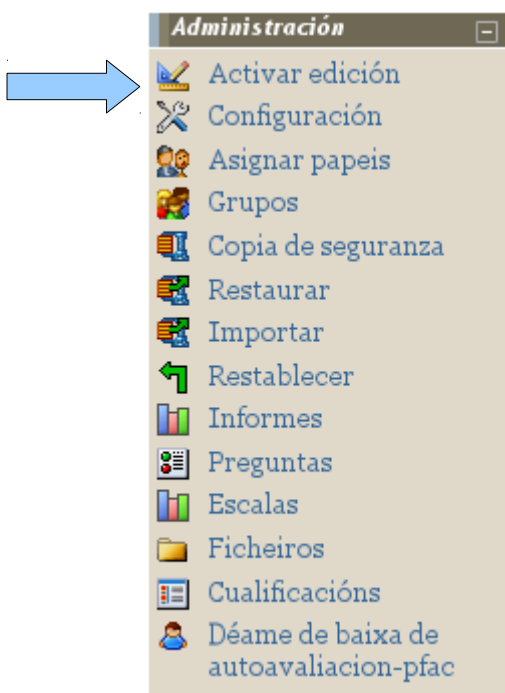 Administración
Activar edición
Configuración
Asignar papeis
Grupos
Copia de seguranza
Restaurar
Importar
Restablecer
Informes
Preguntas
Escalas
Ficheiros
Cualificacións
Déame de baixa de
autoavaliacion-pfac